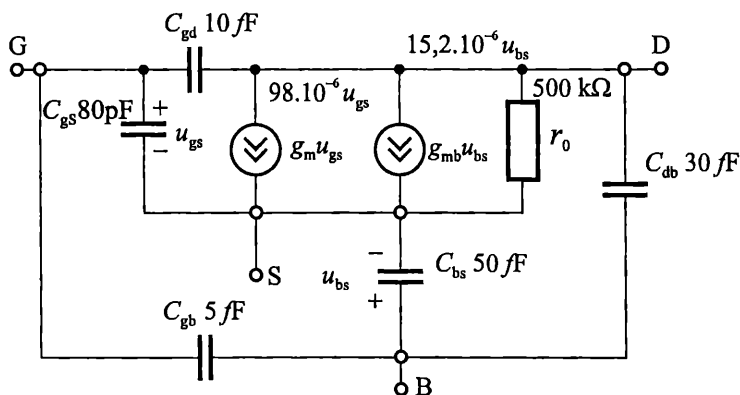 G
C_gd 10 fF
15,2.10⁻⁶ u_bs
D
C_gs 80pF
+
u_gs
−
98.10⁻⁶ u_gs
g_m u_gs
g_mb u_bs
500 kΩ
r_0
C_db 30 fF
S
−
u_bs
+
C_bs 50 fF
C_gb 5 fF
B